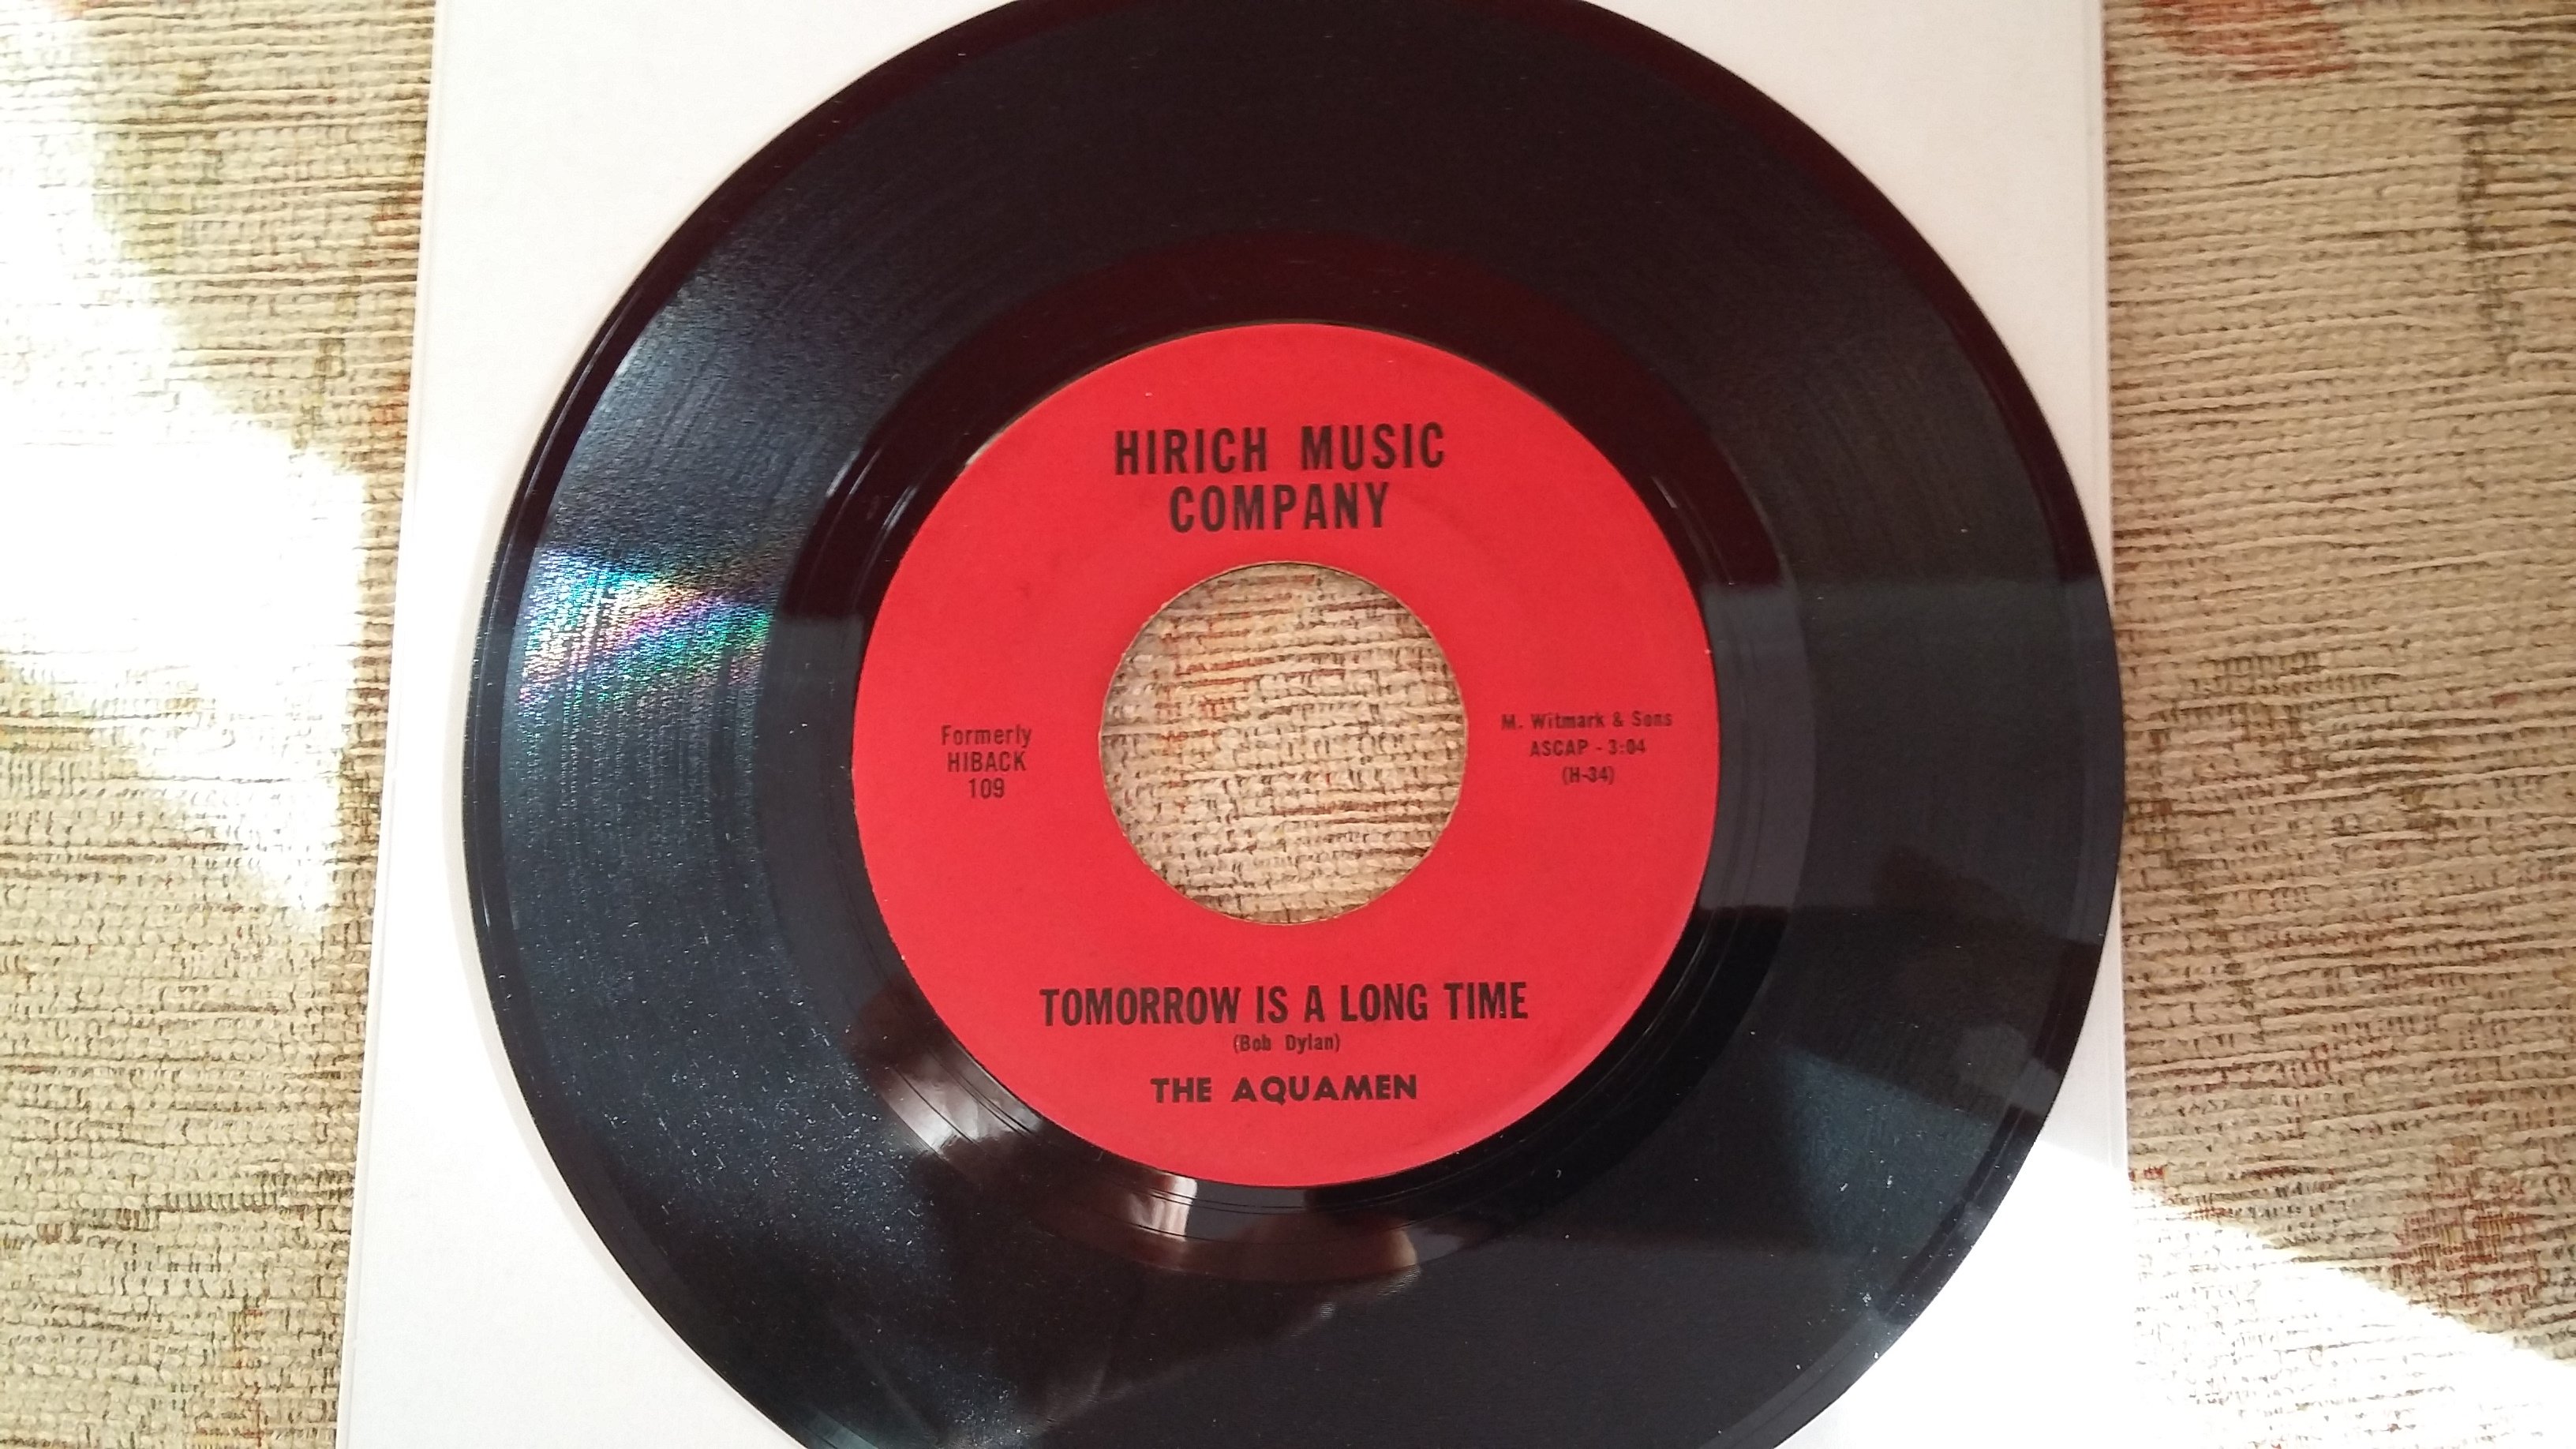 HIRICH MUSIC
COMPANY
Formerly
HIBACK
109
M. Witmark & Sons
ASCAP - 3:04
(H-34)
TOMORROW IS A LONG TIME
(Bob Dylan)
THE AQUAMEN